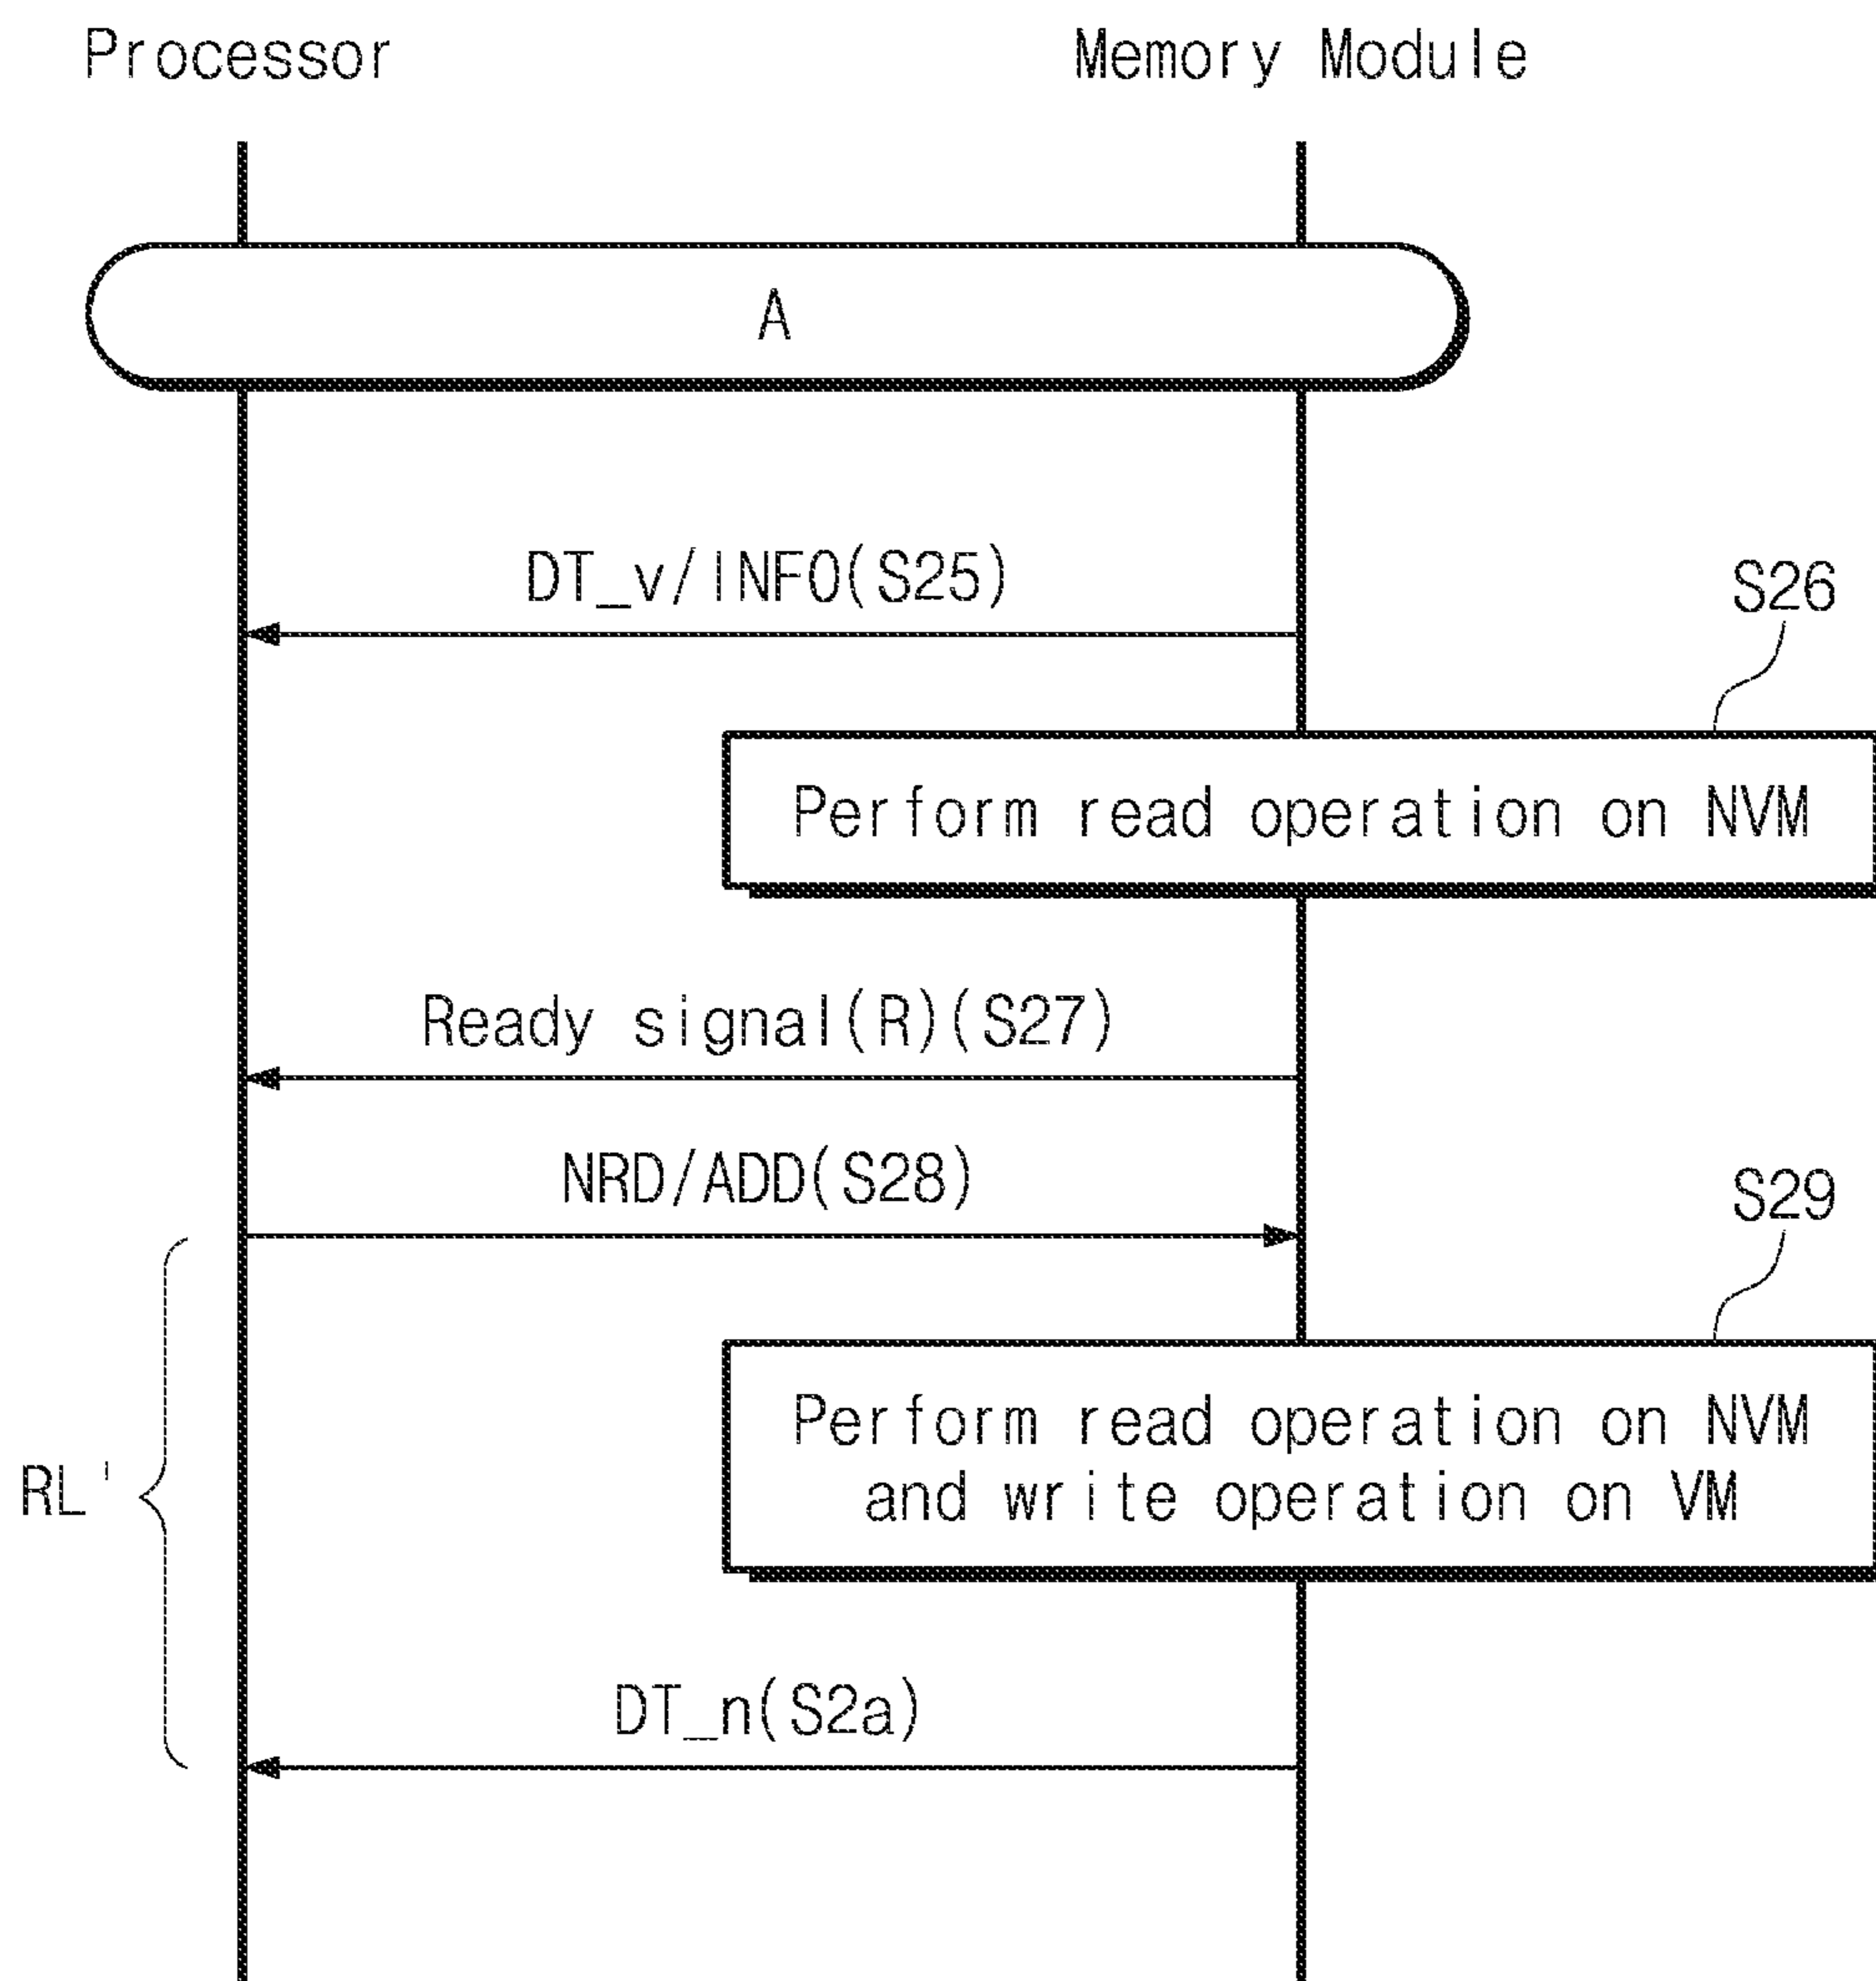 Processor
Memory Module
A
DT_v/INFO(S25)
S26
Perform read operation on NVM
Ready signal(R)(S27)
NRD/ADD(S28)
S29
Perform read operation on NVM
and write operation on VM
RL'
DT_n(S2a)